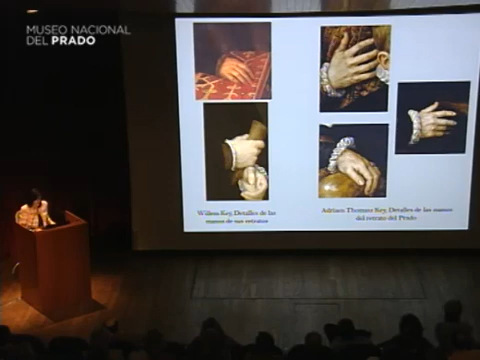 MUSEO NACIONAL
DEL PRADO
Willem Key, Detalles de las
manos de sus retratos
Adriaen Thomasz Key, Detalles de las manos
del retrato del Prado